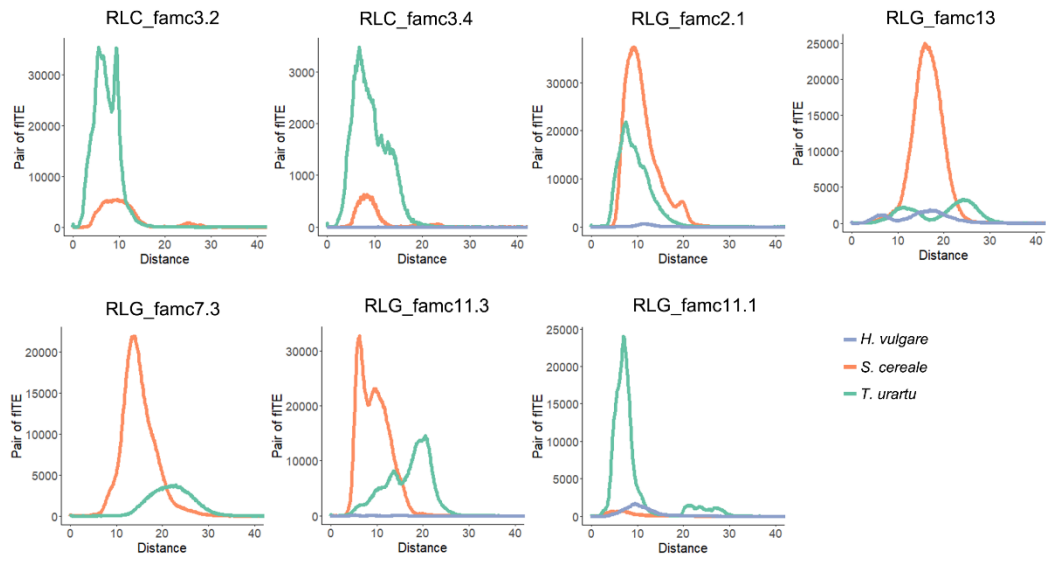 RLC_famc3.2
RLC_famc3.4
RLG_famc2.1
RLG_famc13
Pair of flTE
30000
20000
10000
0
0 10 20 30 40
Distance
Pair of flTE
3000
2000
1000
0
0 10 20 30 40
Distance
Pair of flTE
30000
20000
10000
0
0 10 20 30 40
Distance
Pair of flTE
25000
20000
15000
10000
5000
0
0 10 20 30 40
Distance
RLG_famc7.3
RLG_famc11.3
RLG_famc11.1
Pair of flTE
20000
15000
10000
5000
0
0 10 20 30 40
Distance
Pair of flTE
30000
20000
10000
0
0 10 20 30 40
Distance
Pair of flTE
25000
20000
15000
10000
5000
0
0 10 20 30 40
Distance
H. vulgare
S. cereale
T. urartu